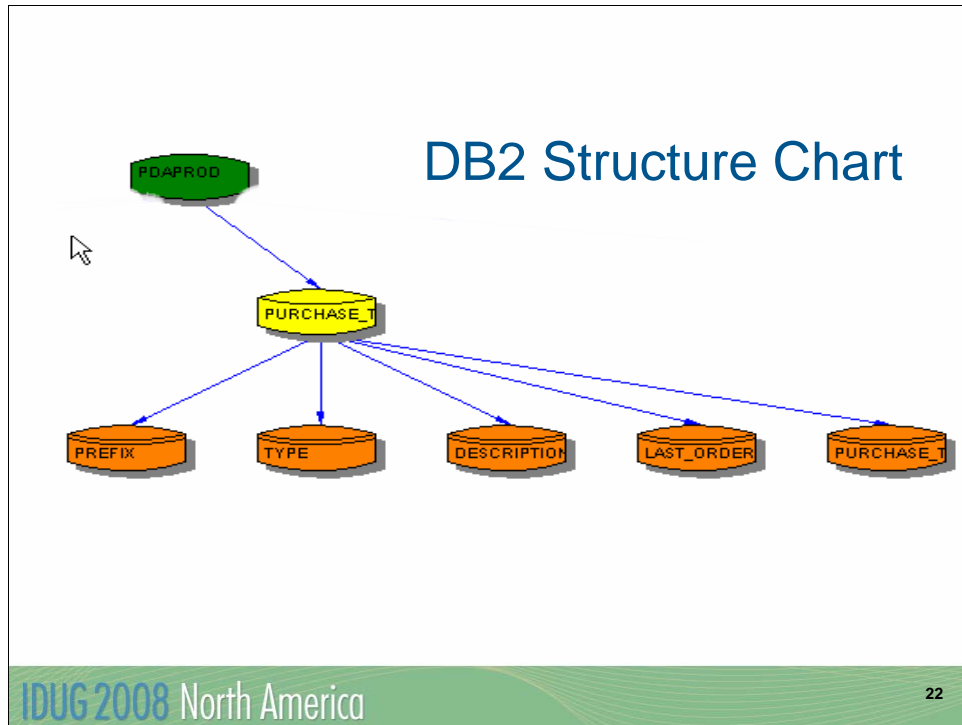 DB2 Structure Chart
PDAPROD
PURCHASE_T
PREFIX
TYPE
DESCRIPTION
LAST_ORDER
PURCHASE_T
IDUG 2008 North America
22